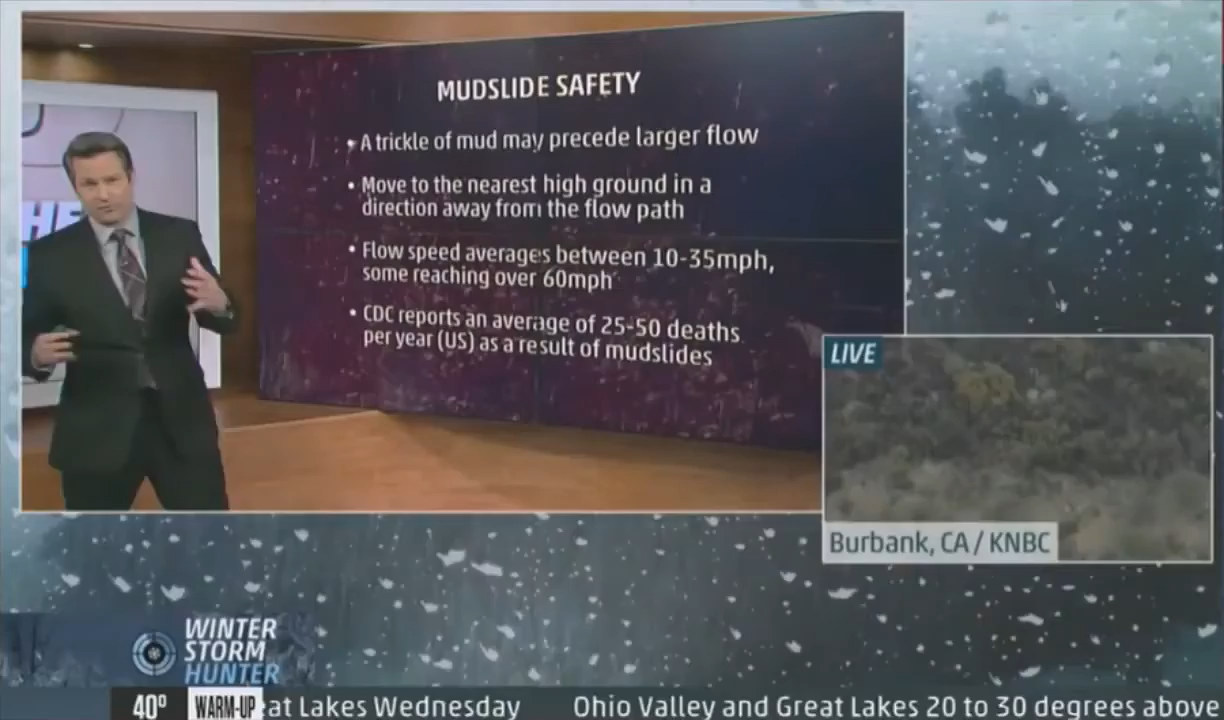 MUDSLIDE SAFETY
• A trickle of mud may precede larger flow
• Move to the nearest high ground in a
direction away from the flow path
• Flow speed averages between 10-35mph,
some reaching over 60mph
• CDC reports an average of 25-50 deaths
per year (US) as a result of mudslides
HE
LIVE
Burbank, CA / KNBC
WINTER
STORM
HUNTER
40° WARM-UP eat Lakes Wednesday Ohio Valley and Great Lakes 20 to 30 degrees above